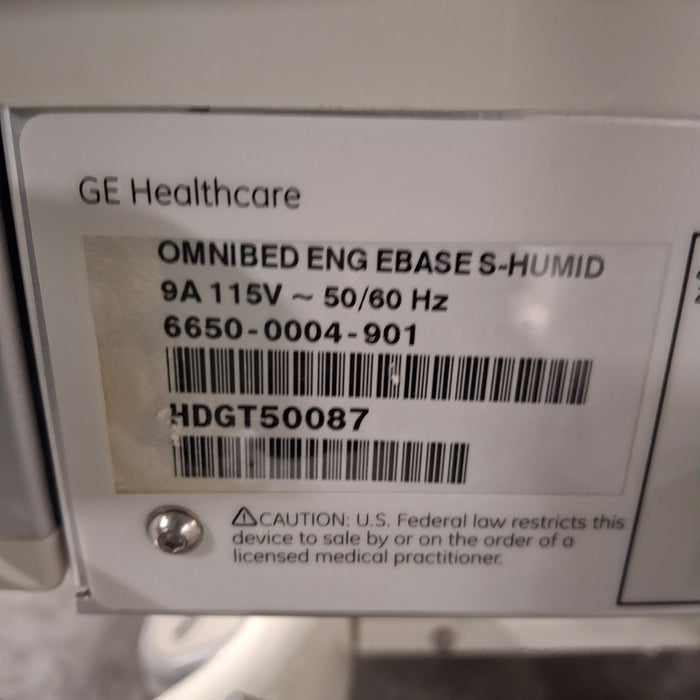 GE Healthcare
OMNIBED ENG EBASE S-HUMID
9A 115V ~ 50/60 Hz
6650-0004-901
HDGT50087
⚠CAUTION: U.S. Federal law restricts this
device to sale by or on the order of a
licensed medical practitioner.